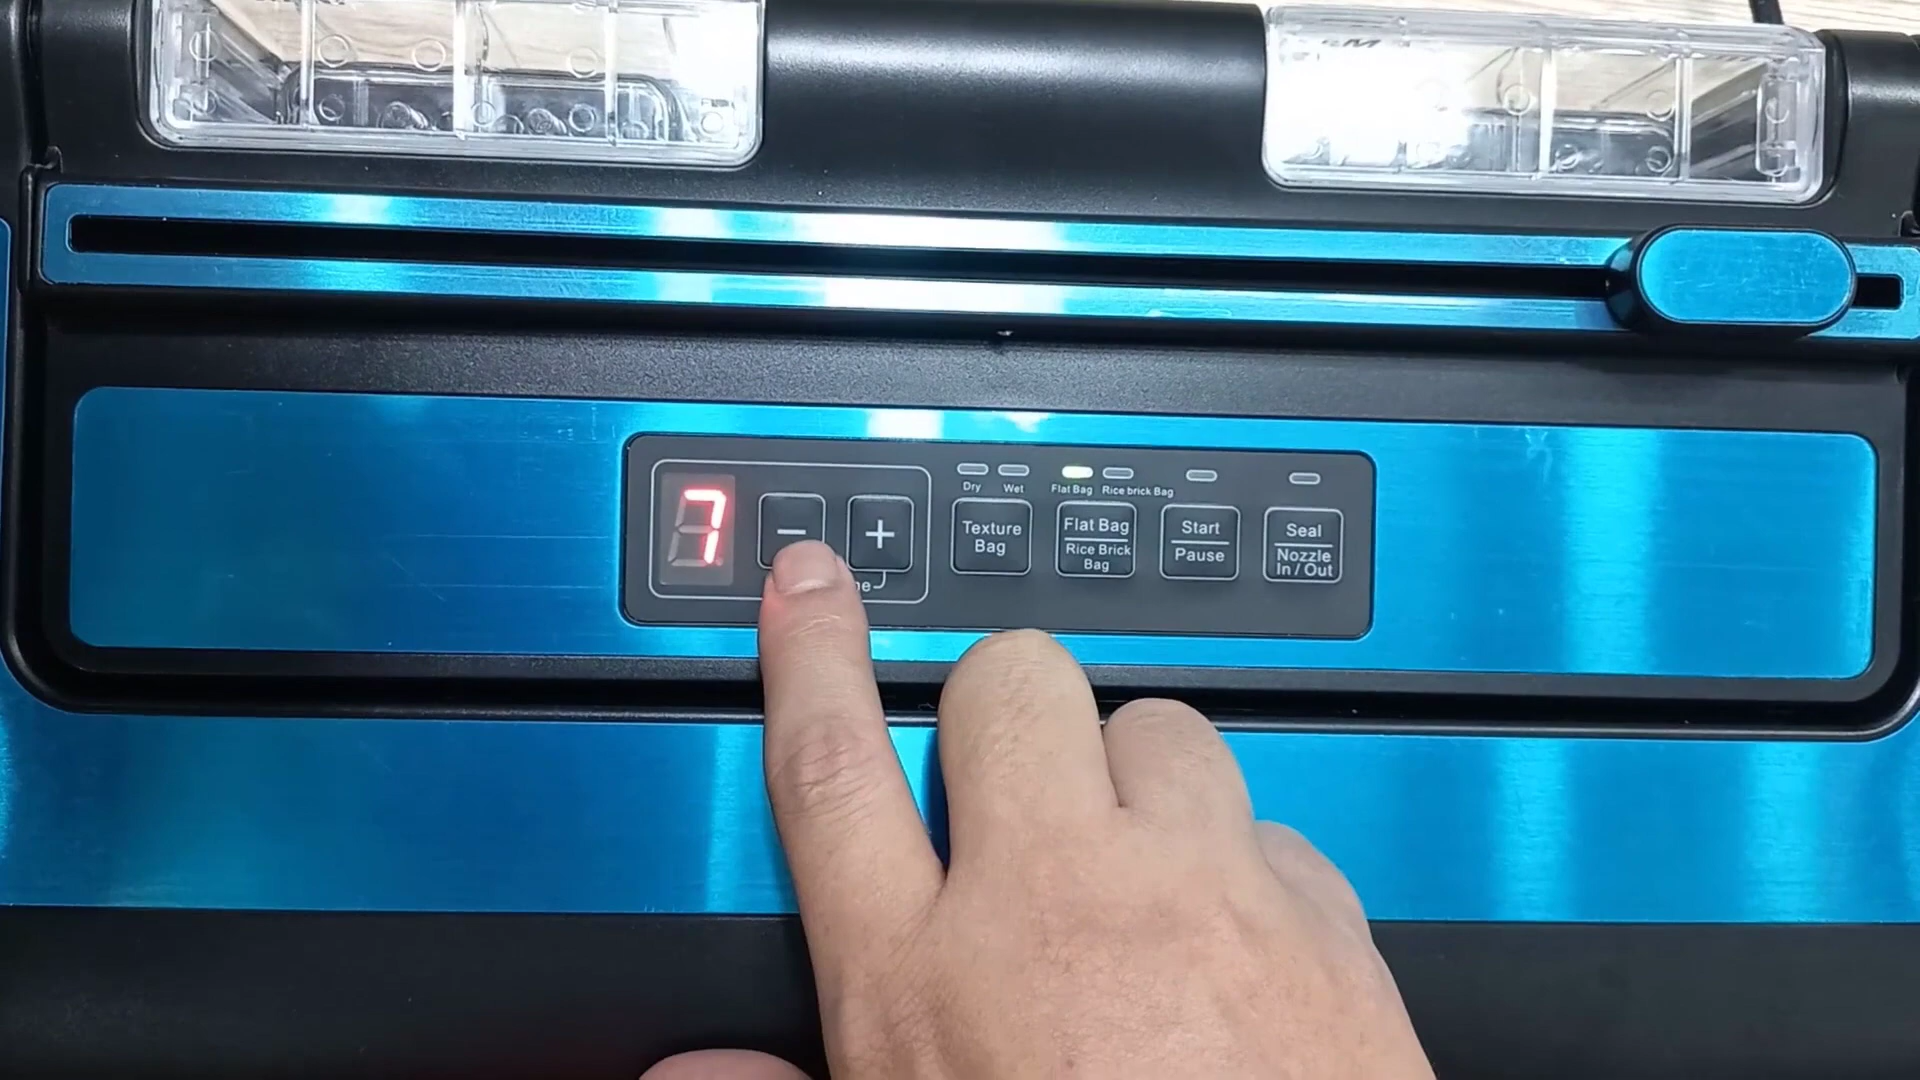 7
−
+
Dry
Wet
Flat Bag
Rice brick Bag
Texture
Bag
Flat Bag
Rice Brick
Bag
Start
Pause
Seal
Nozzle
In / Out